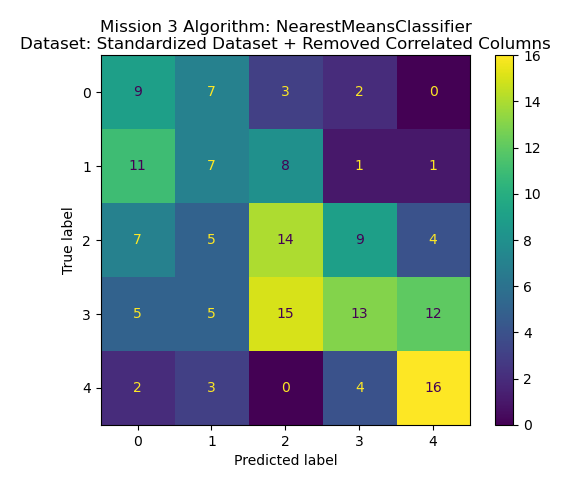 Mission 3 Algorithm: NearestMeansClassifier
Dataset: Standardized Dataset + Removed Correlated Columns
16
0 9 7 3 2 0
14
12
1 11 7 8 1 1
10
True label
2 7 5 14 9 4
8
6
3 5 5 15 13 12
4
4 2 3 0 4 16
2
0
0 1 2 3 4
Predicted label